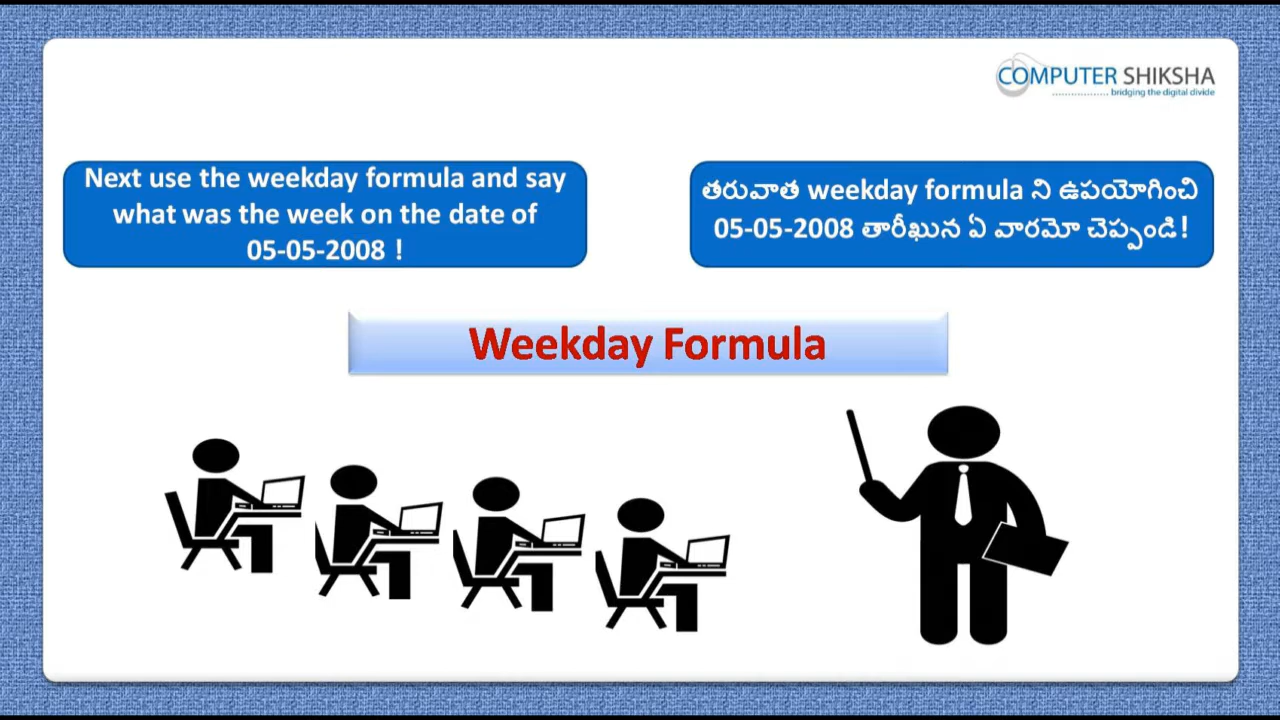 COMPUTER SHIKSHA
bridging the digital divide
Next use the weekday formula and say
what was the week on the date of
05-05-2008 !
తరువాత weekday formula ని ఉపయోగించి
05-05-2008 తారీఖున ఏ వారమో చెప్పండి!
Weekday Formula